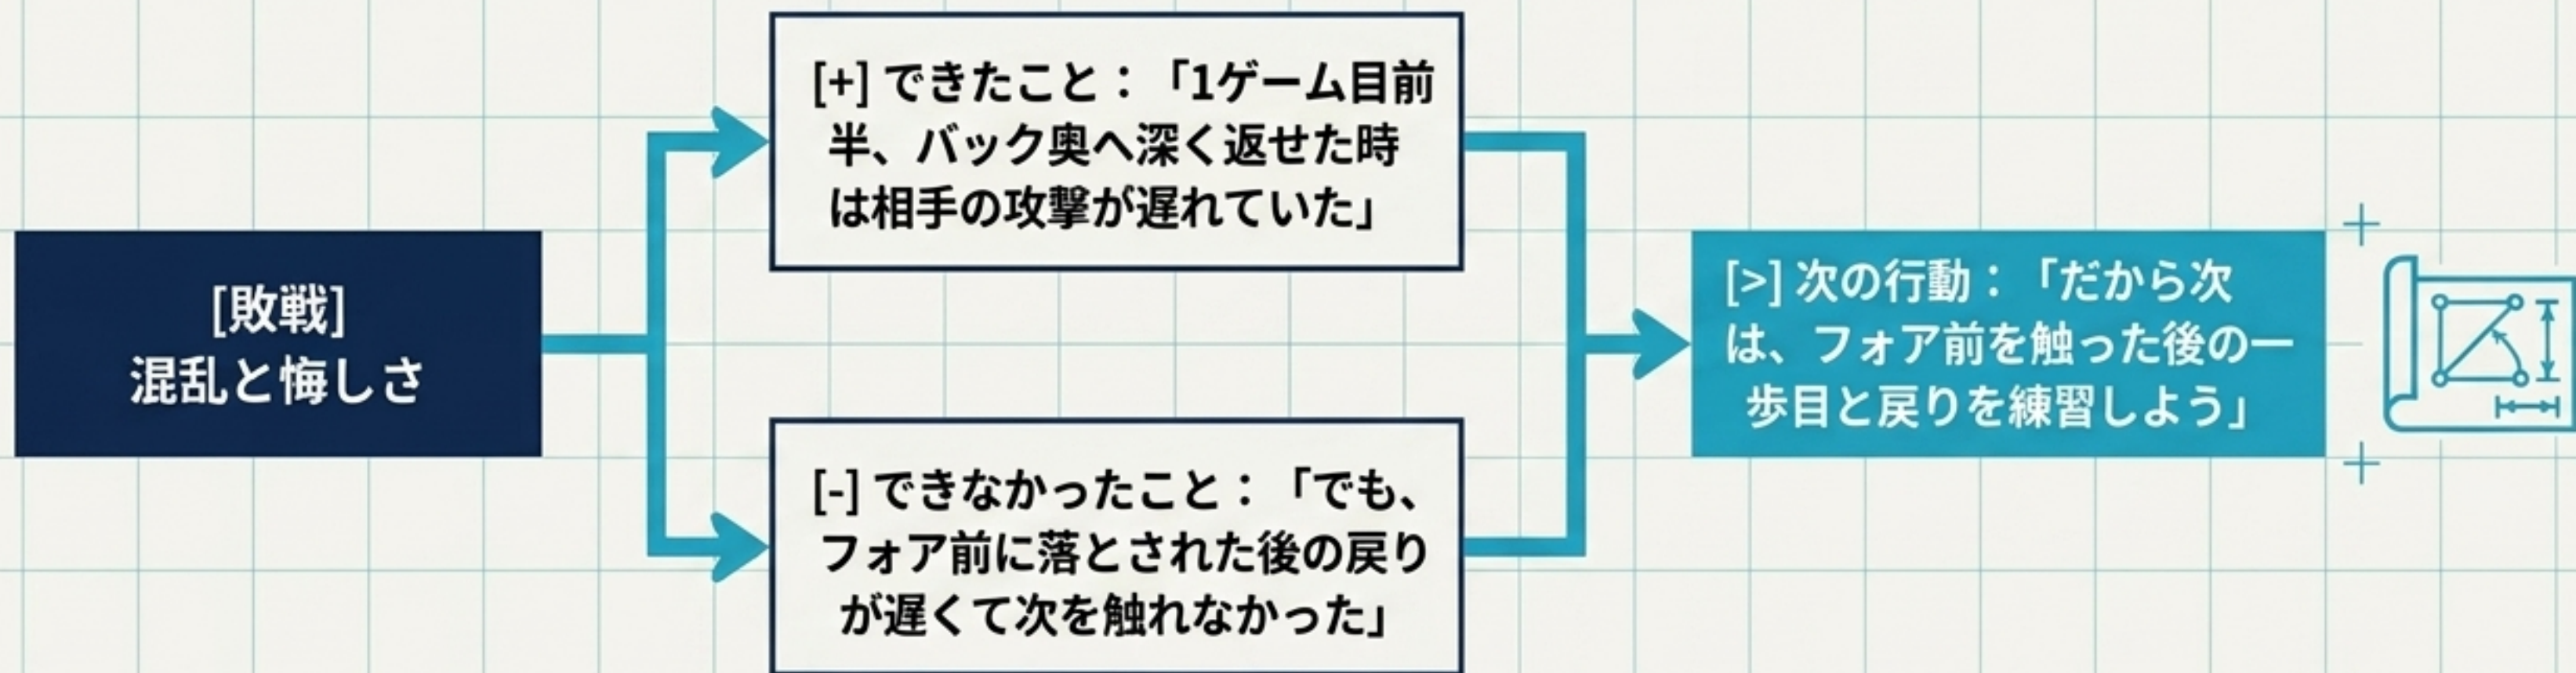 [敗戦]
混乱と悔しさ
[+] できたこと：「1ゲーム目前
半、バック奥へ深く返せた時
は相手の攻撃が遅れていた」
[-] できなかったこと：「でも、
フォア前に落とされた後の戻り
が遅くて次を触れなかった」
[>] 次の行動：「だから次
は、フォア前を触った後の一
歩目と戻りを練習しよう」